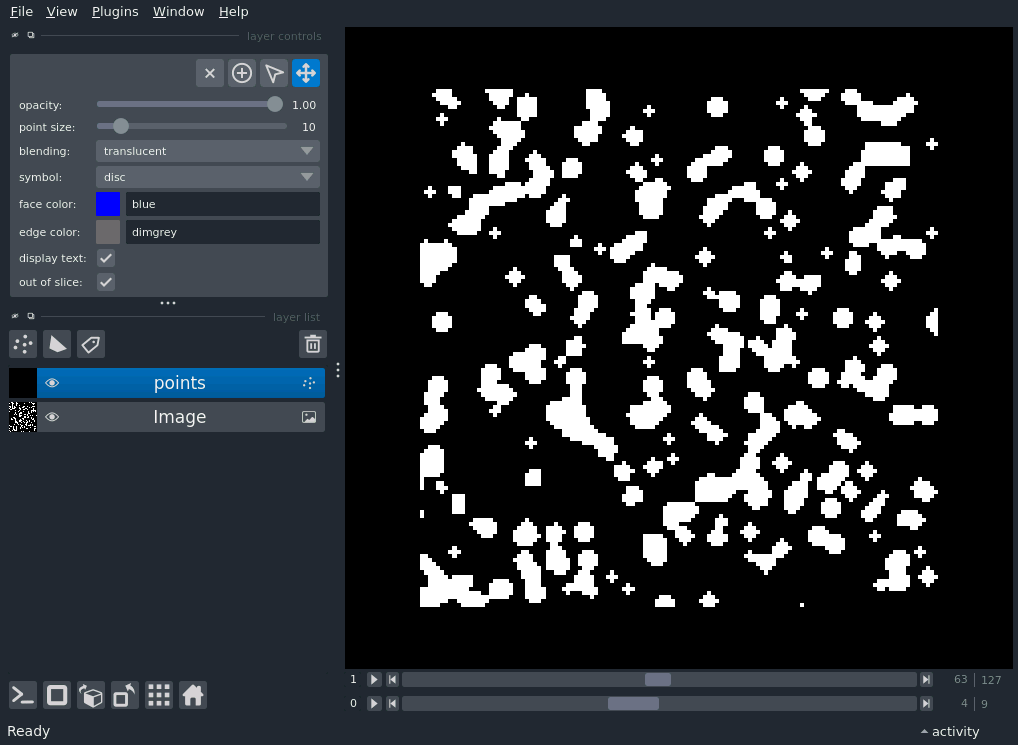 File View Plugins Window Help
layer controls
opacity: 1.00
point size: 10
blending: translucent
symbol: disc
face color: blue
edge color: dimgrey
display text:
out of slice:
layer list
points
Image
1 63 127
0 4 9
Ready activity